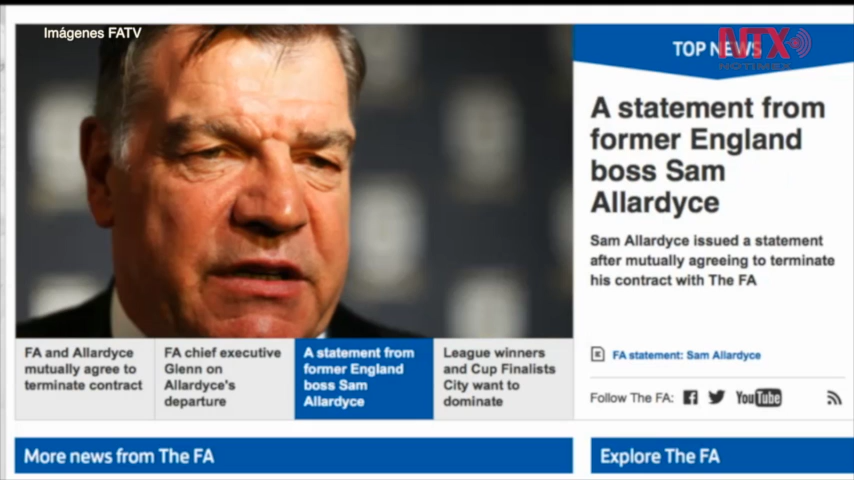 Imágenes FATV
NTX
NOTIMEX
TOP NEWS
A statement from
former England
boss Sam
Allardyce
Sam Allardyce issued a statement
after mutually agreeing to terminate
his contract with The FA
FA statement: Sam Allardyce
Follow The FA:
YouTube
FA and Allardyce
mutually agree to
terminate contract
FA chief executive
Glenn on
Allardyce's
departure
A statement from
former England
boss Sam
Allardyce
League winners
and Cup Finalists
City want to
dominate
More news from The FA
Explore The FA